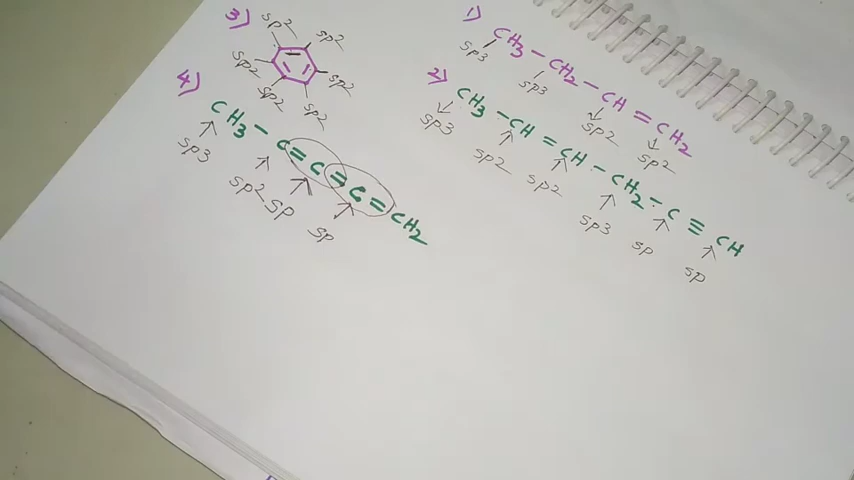 1) CH3 - CH2 - CH = CH2
sp3 sp3 sp2 sp2
2) CH3 - CH = CH - CH2 - C ≡ CH
sp3 sp2 sp2 sp3 sp sp
3)
sp2 sp2
sp2 sp2
sp2 sp2
4) CH3 - C = C = C = CH2
sp3 sp2 sp sp